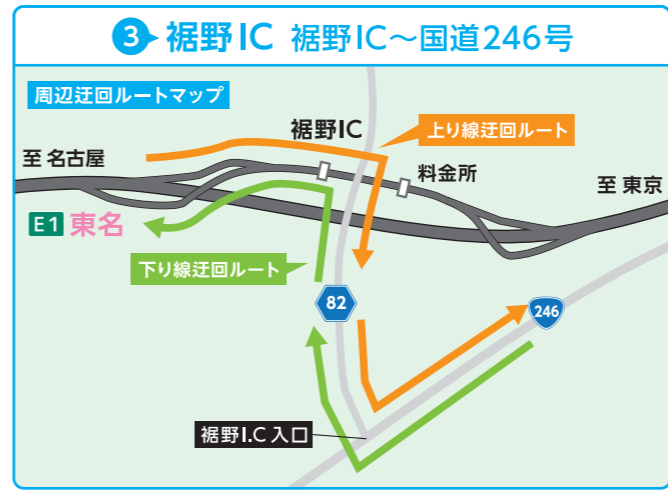 3 裾野IC 裾野IC～国道246号
周辺迂回ルートマップ
裾野IC
上り線迂回ルート
至 名古屋
料金所
至 東京
E1 東名
下り線迂回ルート
82
246
裾野I.C入口